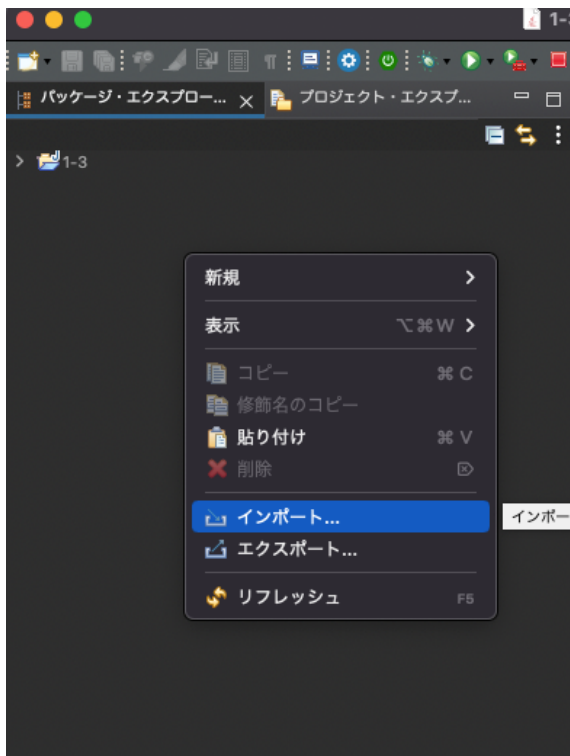 1-3
パッケージ・エクスプロー...
プロジェクト・エクスプ...
1-3
新規
表示 ⌥⌘W
コピー ⌘C
修飾名のコピー
貼り付け ⌘V
削除 ⌦
インポート...
インポー
エクスポート...
リフレッシュ F5